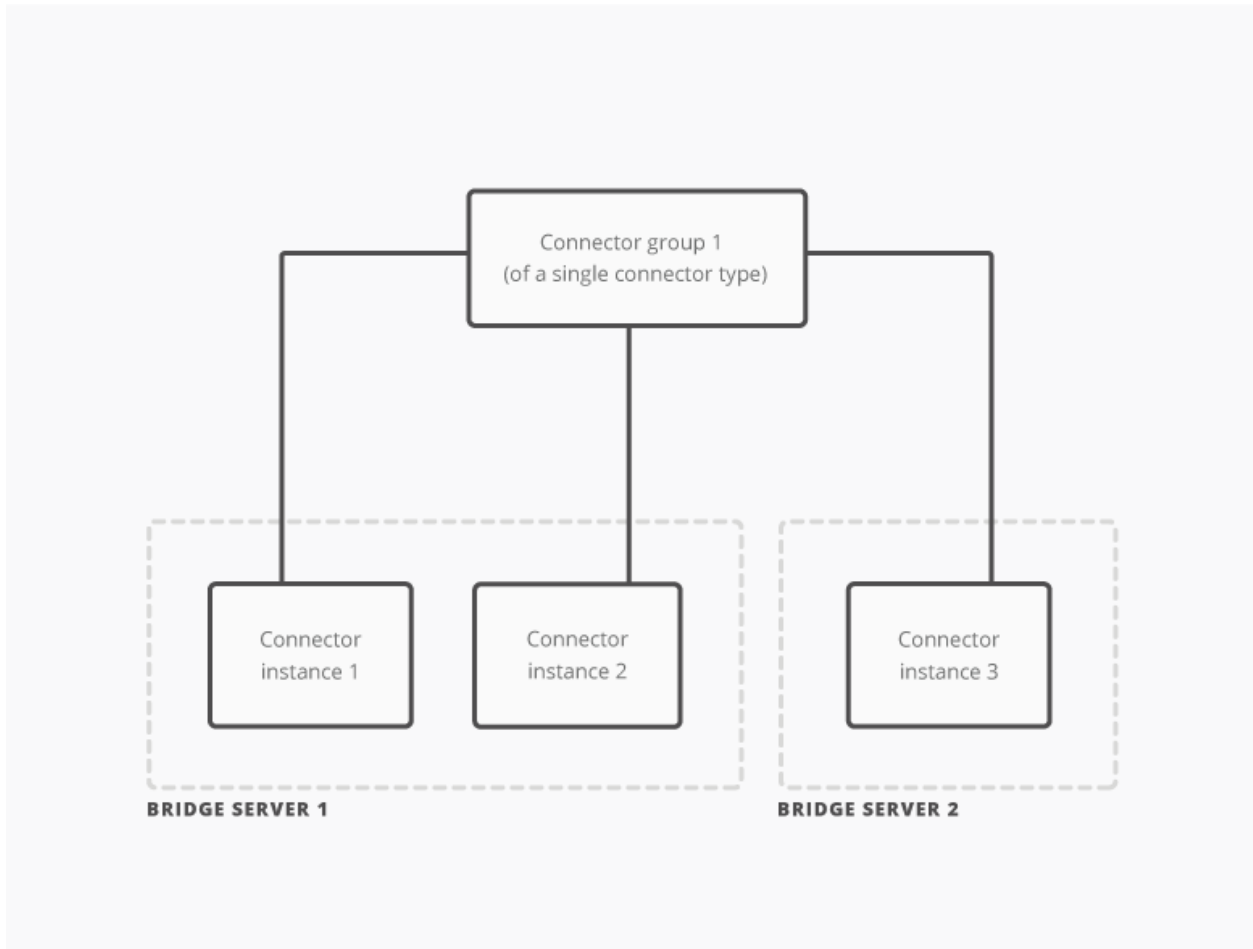 Connector group 1
(of a single connector type)
Connector
instance 1
Connector
instance 2
Connector
instance 3
BRIDGE SERVER 1
BRIDGE SERVER 2